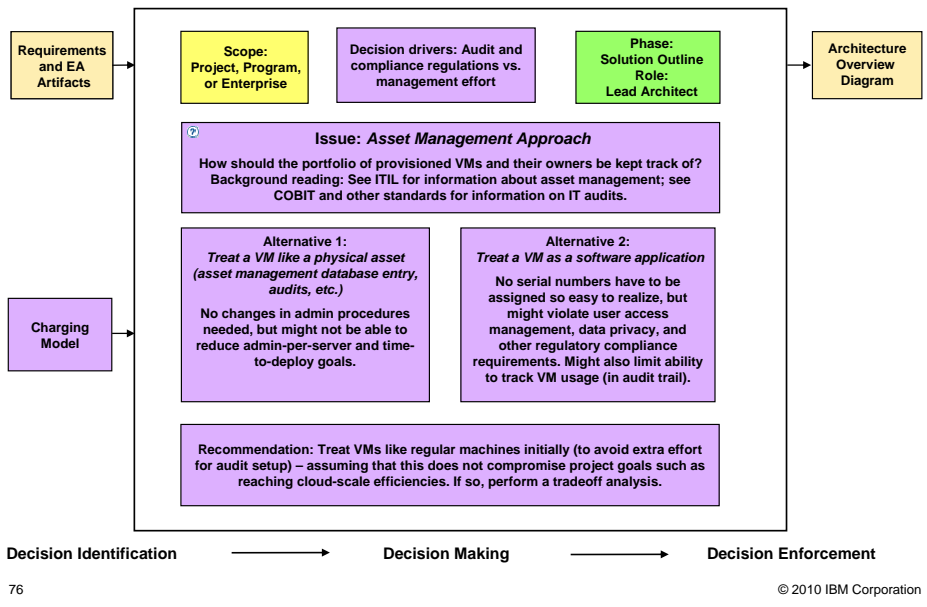 Requirements
and EA
Artifacts
Scope:
Project, Program,
or Enterprise
Decision drivers: Audit and
compliance regulations vs.
management effort
Phase:
Solution Outline
Role:
Lead Architect
Architecture
Overview
Diagram
?
Issue: Asset Management Approach
How should the portfolio of provisioned VMs and their owners be kept track of?
Background reading: See ITIL for information about asset management; see
COBIT and other standards for information on IT audits.
Alternative 1:
Treat a VM like a physical asset
(asset management database entry,
audits, etc.)
No changes in admin procedures
needed, but might not be able to
reduce admin-per-server and time-
to-deploy goals.
Alternative 2:
Treat a VM as a software application
No serial numbers have to be
assigned so easy to realize, but
might violate user access
management, data privacy, and
other regulatory compliance
requirements. Might also limit ability
to track VM usage (in audit trail).
Charging
Model
Recommendation: Treat VMs like regular machines initially (to avoid extra effort
for audit setup) – assuming that this does not compromise project goals such as
reaching cloud-scale efficiencies. If so, perform a tradeoff analysis.
Decision Identification
Decision Making
Decision Enforcement
76
© 2010 IBM Corporation